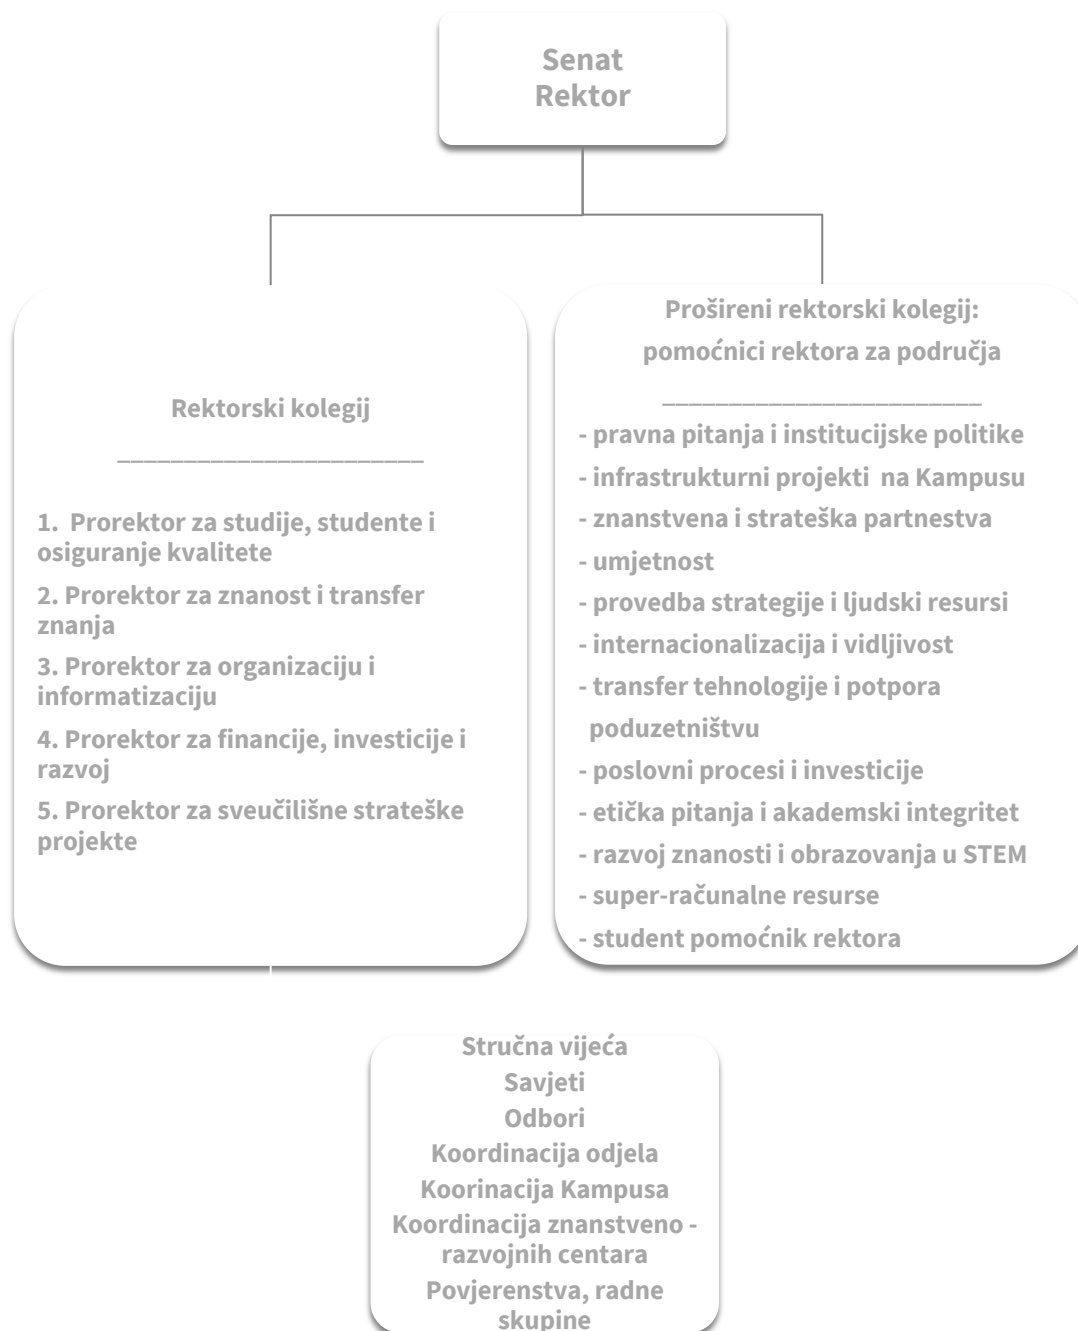 Senat
Rektor
Rektorski kolegij
_______________________
1.  Prorektor za studije, studente i
osiguranje kvalitete
2. Prorektor za znanost i transfer
znanja
3. Prorektor za organizaciju i
informatizaciju
4. Prorektor za financije, investicije i
razvoj
5. Prorektor za sveučilišne strateške
projekte
Prošireni rektorski kolegij:
pomoćnici rektora za područja
________________________
- pravna pitanja i institucijske politike
- infrastrukturni projekti  na Kampusu
- znanstvena i strateška partnestva
- umjetnost
- provedba strategije i ljudski resursi
- internacionalizacija i vidljivost
- transfer tehnologije i potpora
poduzetništvu
- poslovni procesi i investicije
- etička pitanja i akademski integritet
- razvoj znanosti i obrazovanja u STEM
- super-računalne resurse
- student pomoćnik rektora
Stručna vijeća
Savjeti
Odbori
Koordinacija odjela
Koorinacija Kampusa
Koordinacija znanstveno -
razvojnih centara
Povjerenstva, radne
skupine